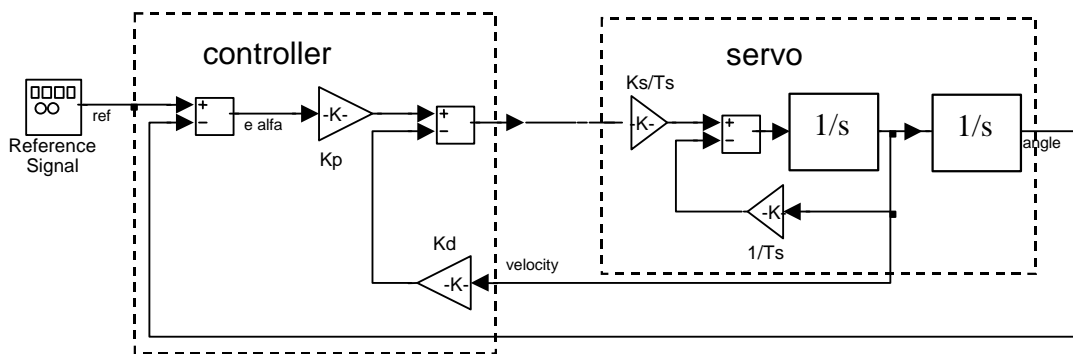 controller
servo
Ks/Ts
+
−
ref
e alfa
-K-
Kp
+
−
-K-
+
−
1/s
1/s
angle
Reference
Signal
-K-
1/Ts
Kd
-K-
velocity